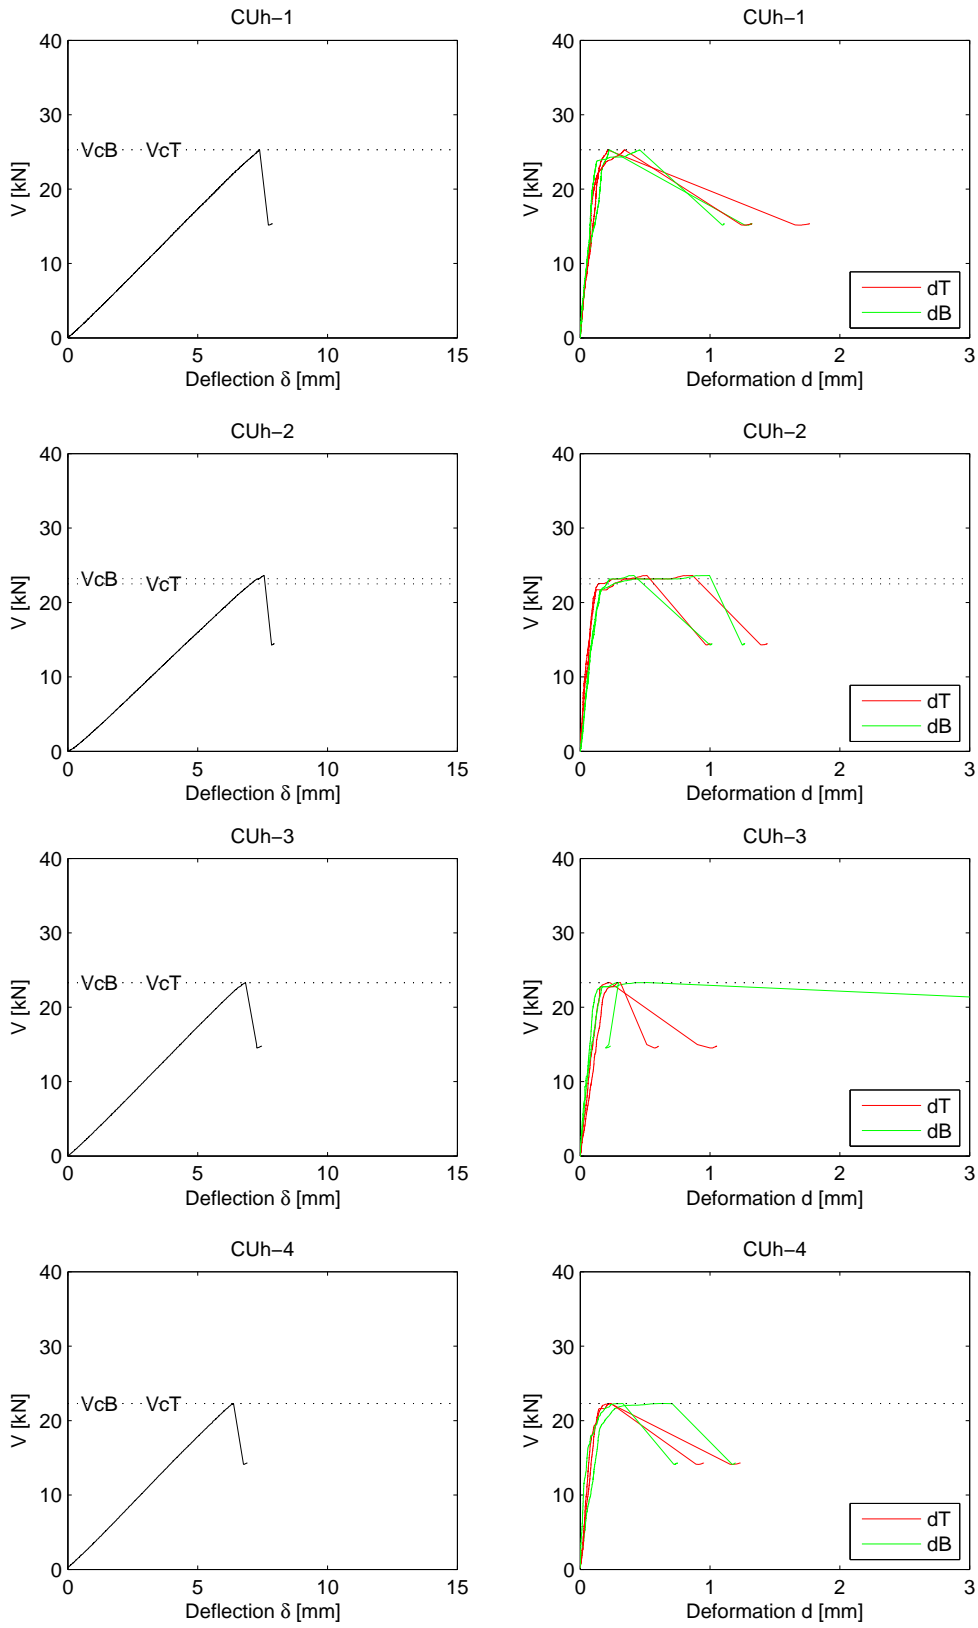 CUh−1
CUh−1
40
30
20
10
0
V [kN]
VcB
VcT
0
5
10
15
Deflection δ [mm]
40
30
20
10
0
V [kN]
dT
dB
0
1
2
3
Deformation d [mm]
CUh−2
CUh−2
40
30
20
10
0
V [kN]
VcB
VcT
0
5
10
15
Deflection δ [mm]
40
30
20
10
0
V [kN]
dT
dB
0
1
2
3
Deformation d [mm]
CUh−3
CUh−3
40
30
20
10
0
V [kN]
VcB
VcT
0
5
10
15
Deflection δ [mm]
40
30
20
10
0
V [kN]
dT
dB
0
1
2
3
Deformation d [mm]
CUh−4
CUh−4
40
30
20
10
0
V [kN]
VcB
VcT
0
5
10
15
Deflection δ [mm]
40
30
20
10
0
V [kN]
dT
dB
0
1
2
3
Deformation d [mm]